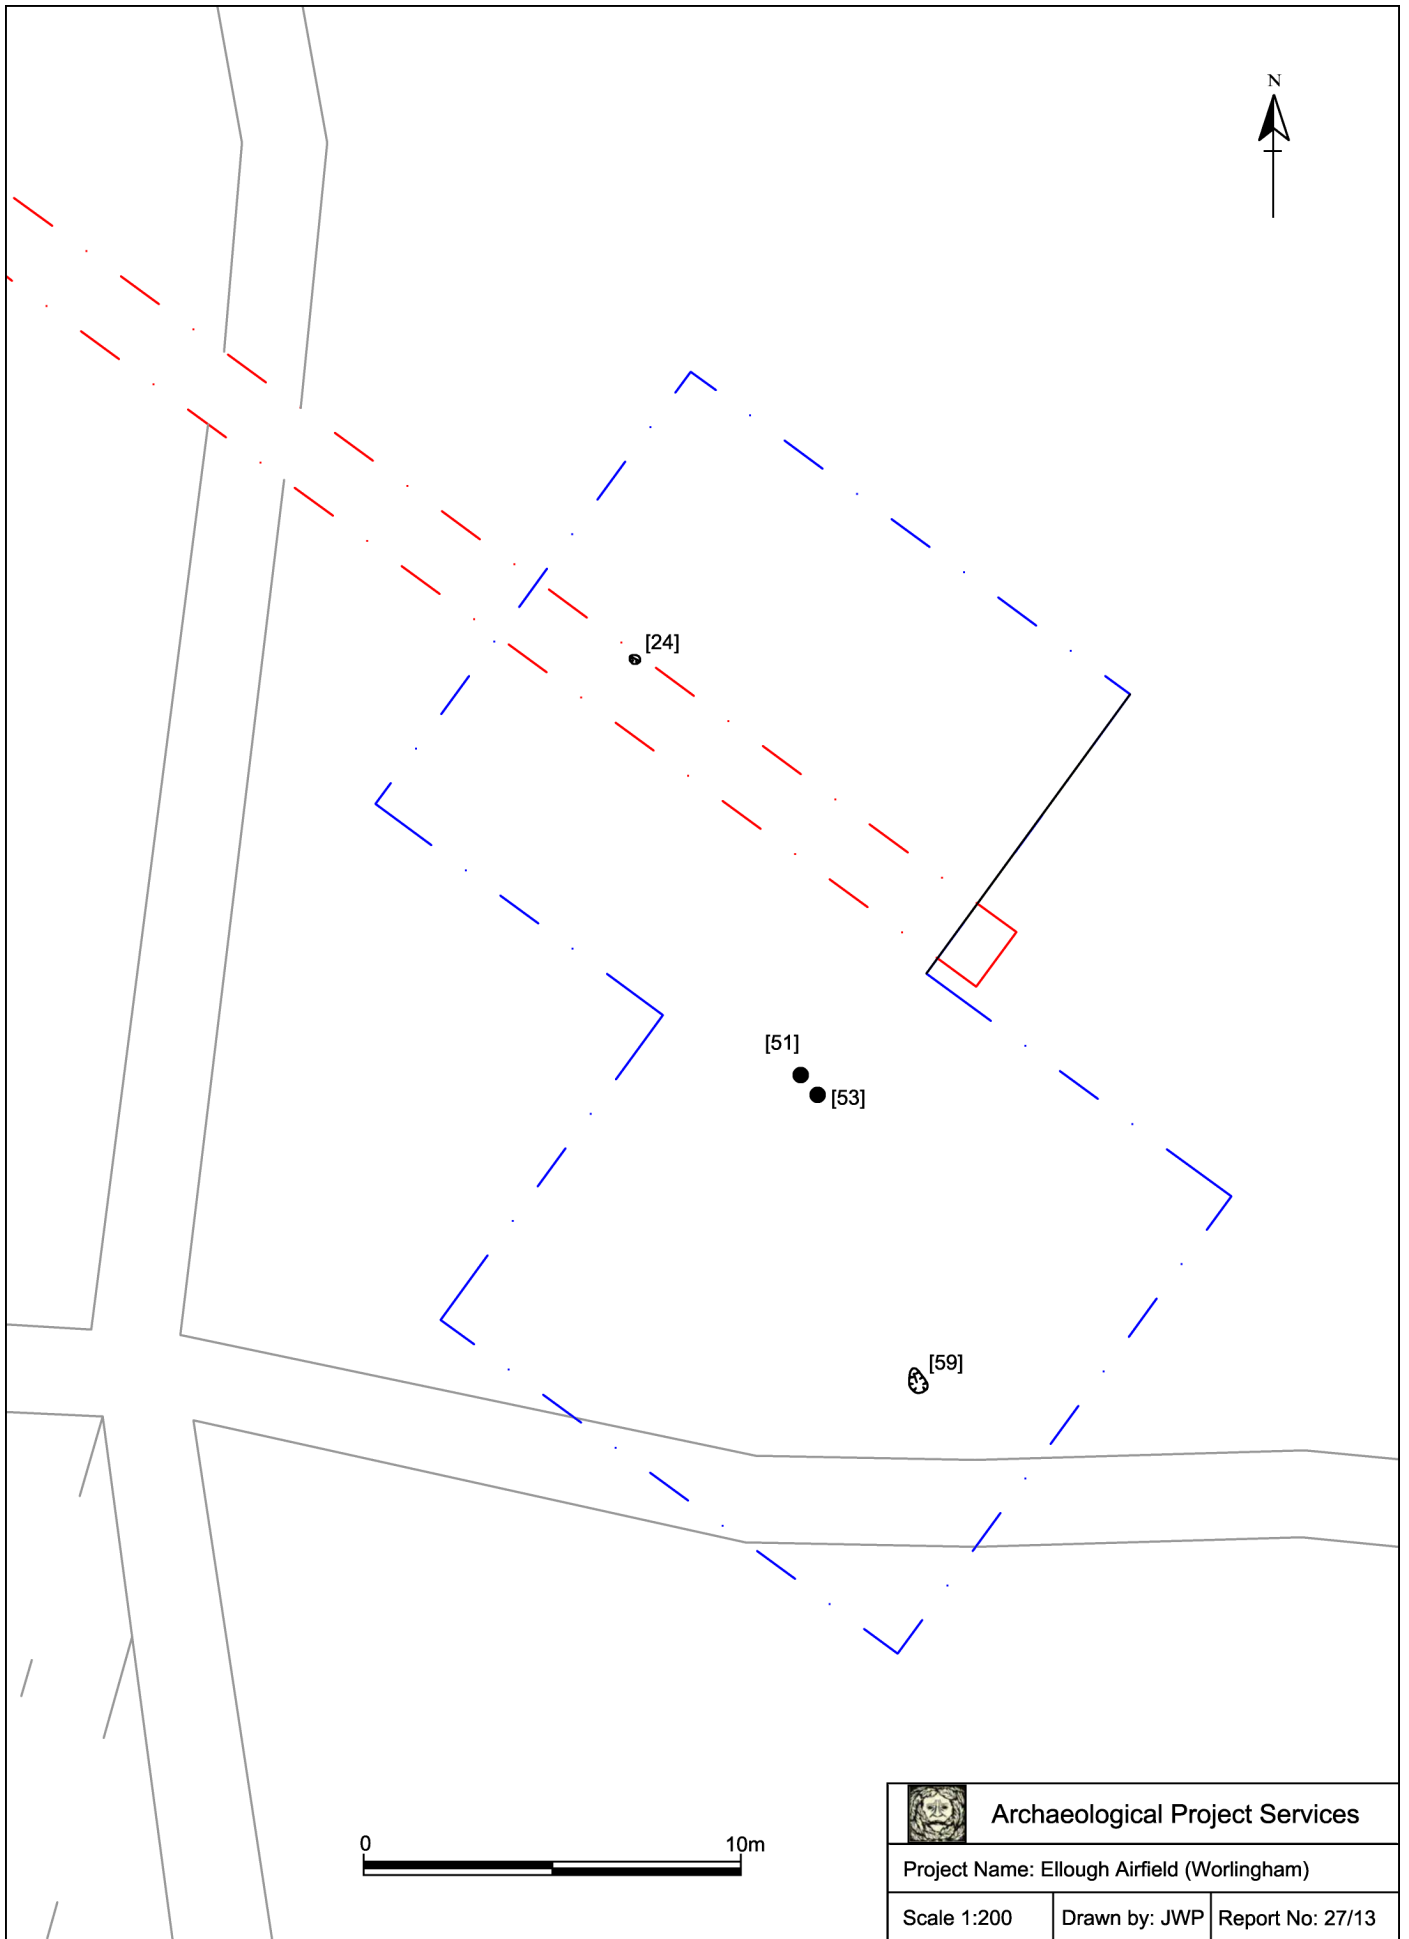 N
[24]
[51]
[53]
[59]
0 10m
Archaeological Project Services
Project Name: Ellough Airfield (Worlingham)
Scale 1:200 Drawn by: JWP Report No: 27/13